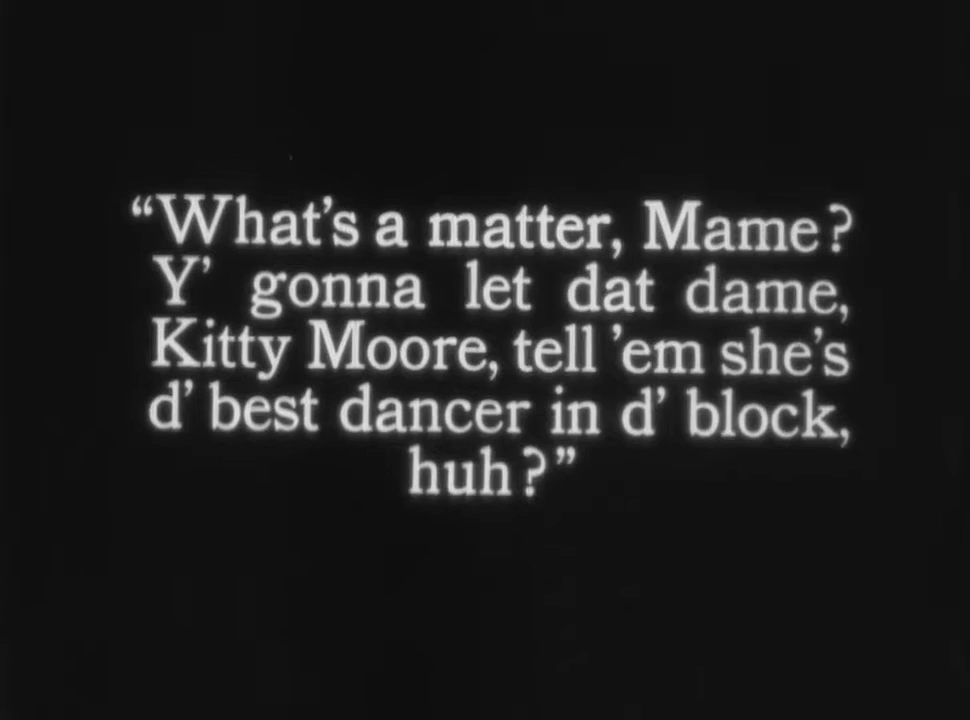 “What’s a matter, Mame?
Y’ gonna let dat dame,
Kitty Moore, tell ’em she’s
d’ best dancer in d’ block,
huh?”